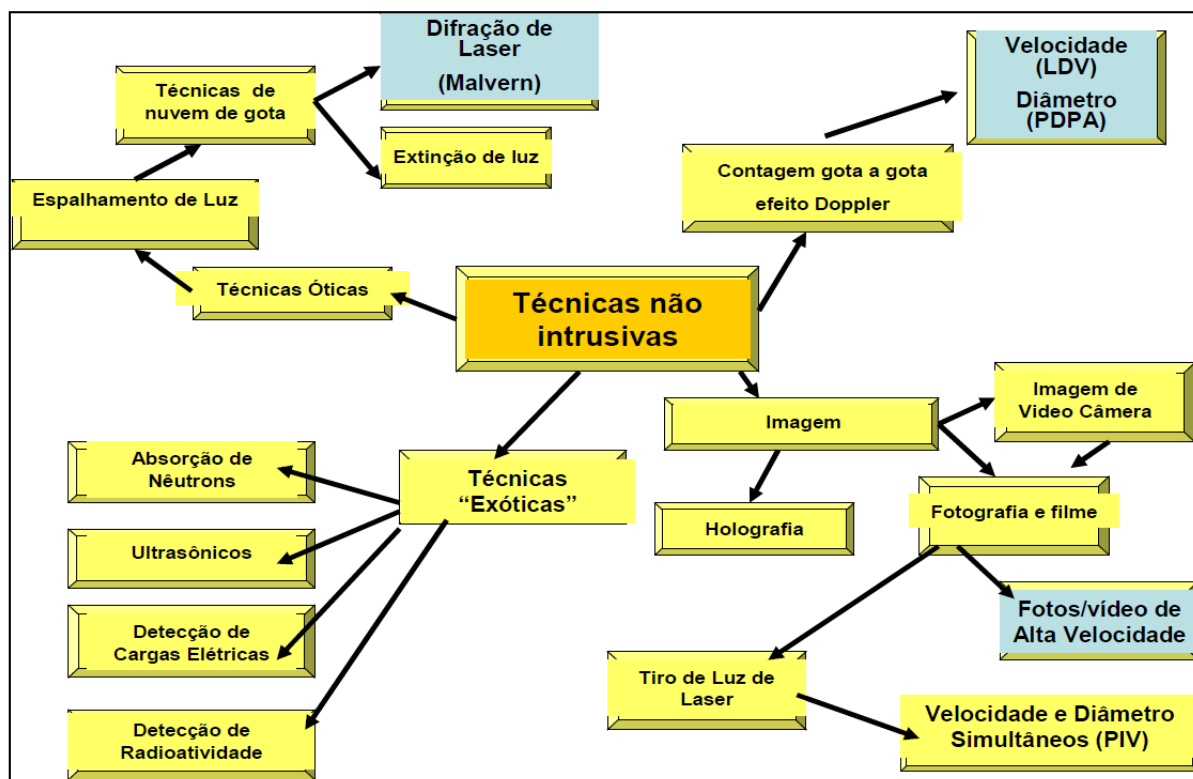 Difração de
Laser
(Malvern)
Velocidade
(LDV)
Diâmetro
(PDPA)
Técnicas de
nuvem de gota
Extinção de luz
Contagem gota a gota
efeito Doppler
Espalhamento de Luz
Técnicas Óticas
Técnicas não
intrusivas
Imagem de
Video Câmera
Imagem
Absorção de
Nêutrons
Técnicas
“Exóticas”
Holografia
Fotografia e filme
Ultrasônicos
Fotos/vídeo de
Alta Velocidade
Detecção de
Cargas Elétricas
Tiro de Luz de
Laser
Detecção de
Radioatividade
Velocidade e Diâmetro
Simultâneos (PIV)